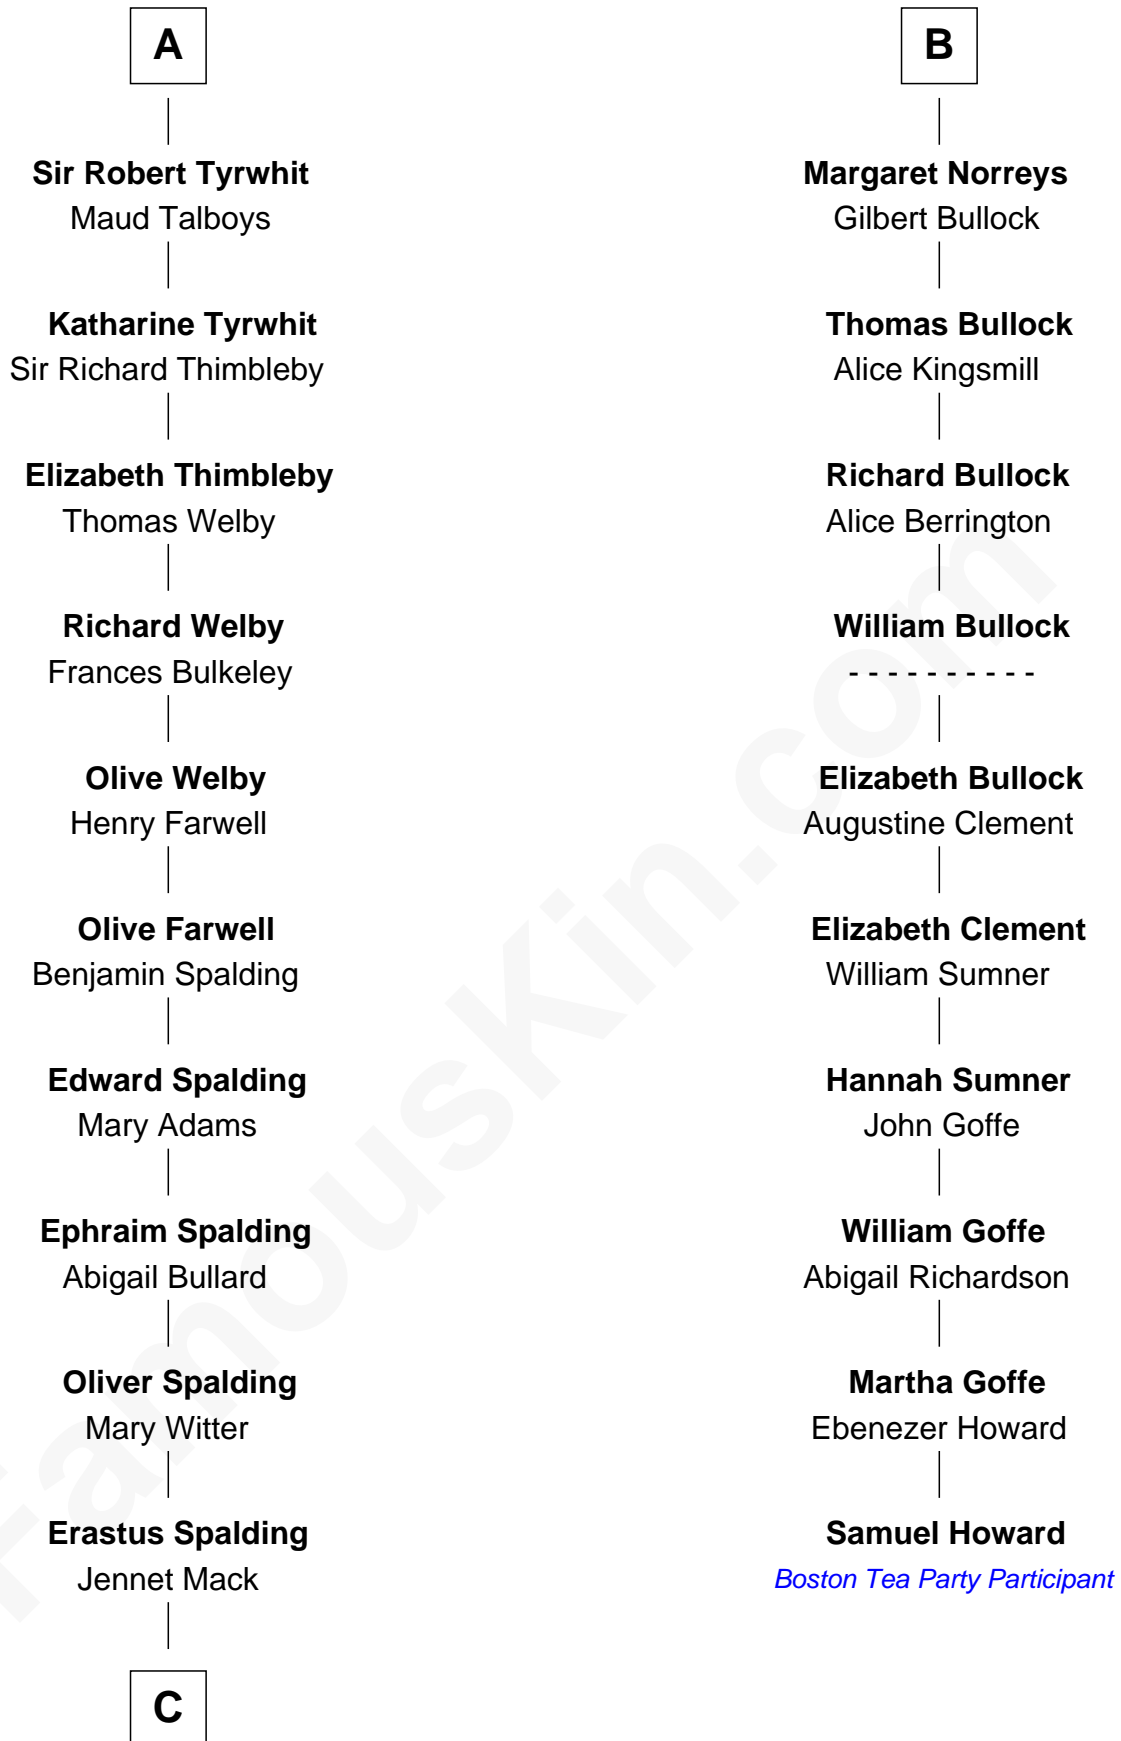 A
Sir Robert Tyrwhit
Maud Talboys
Katharine Tyrwhit
Sir Richard Thimbleby
Elizabeth Thimbleby
Thomas Welby
Richard Welby
Frances Bulkeley
Olive Welby
Henry Farwell
Olive Farwell
Benjamin Spalding
Edward Spalding
Mary Adams
Ephraim Spalding
Abigail Bullard
Oliver Spalding
Mary Witter
Erastus Spalding
Jennet Mack
C
B
Margaret Norreys
Gilbert Bullock
Thomas Bullock
Alice Kingsmill
Richard Bullock
Alice Berrington
William Bullock
- - - - - - - - - -
Elizabeth Bullock
Augustine Clement
Elizabeth Clement
William Sumner
Hannah Sumner
John Goffe
William Goffe
Abigail Richardson
Martha Goffe
Ebenezer Howard
Samuel Howard
Boston Tea Party Participant
FamousKin.com